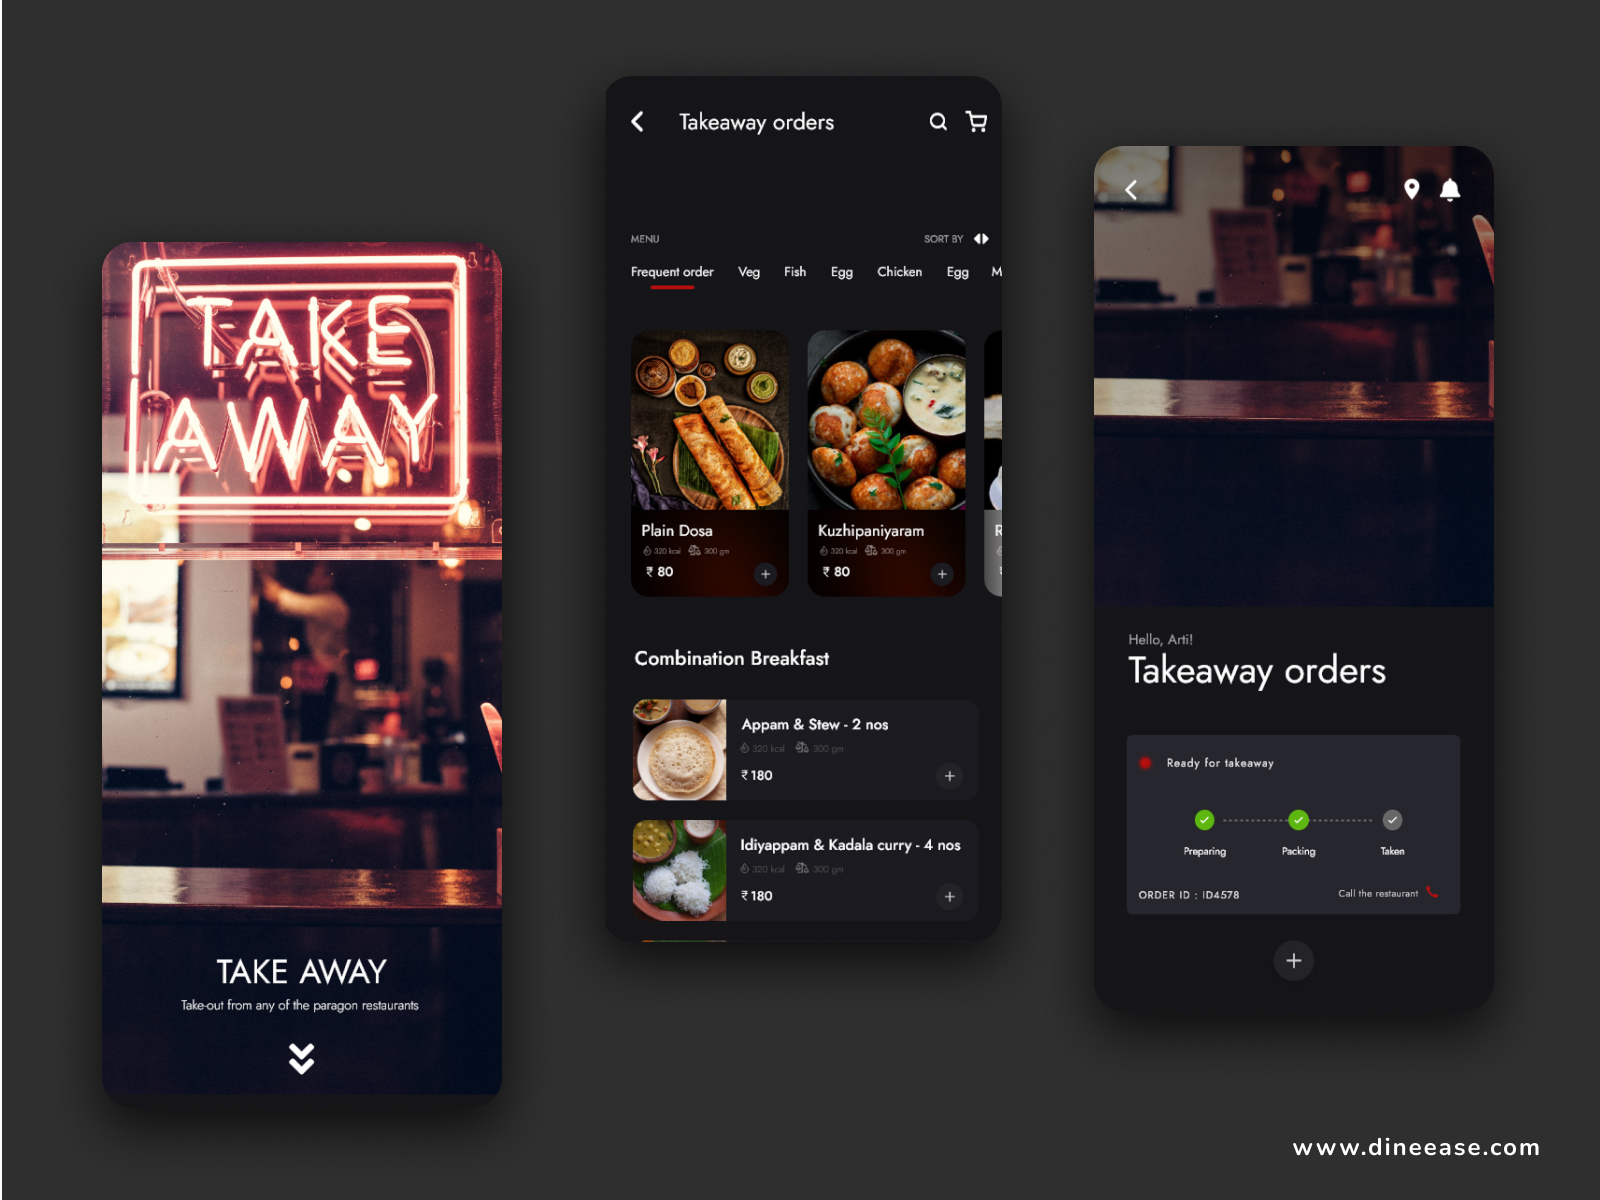 TAKE
AWAY
TAKE AWAY
Take-out from any of the paragon restaurants
Takeaway orders
MENU
SORT BY
Frequent order Veg Fish Egg Chicken Egg M
Plain Dosa
320 kcal 300 gm
₹ 80
Kuzhipaniyaram
320 kcal 300 gm
₹ 80
R
Combination Breakfast
Appam & Stew - 2 nos
320 kcal 300 gm
₹ 180
Idiyappam & Kadala curry - 4 nos
320 kcal 300 gm
₹ 180
Hello, Arti!
Takeaway orders
Ready for takeaway
Preparing Packing Taken
ORDER ID : ID4578
Call the restaurant
www.dineease.com